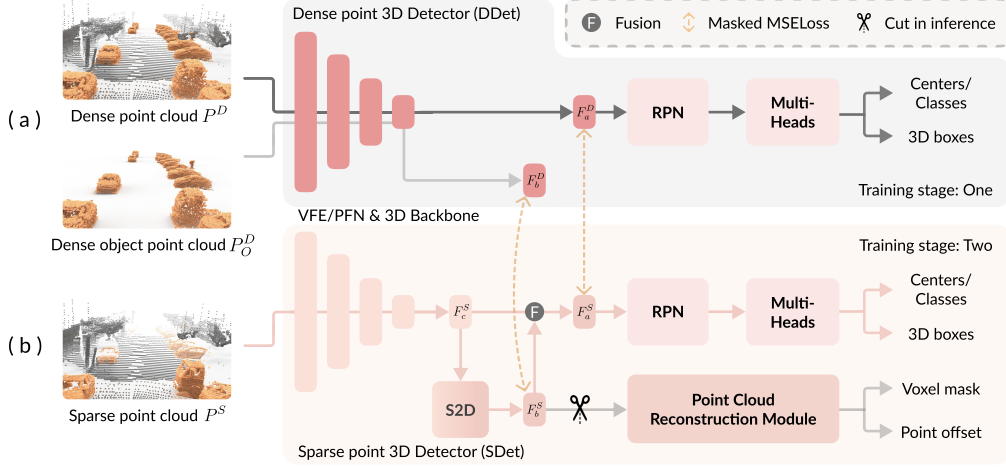 Dense point 3D Detector (DDet)
F Fusion
Masked MSELoss
Cut in inference
(a)
Dense point cloud P^D
F_a^D
RPN
Multi-
Heads
Centers/
Classes
3D boxes
F_b^D
Training stage: One
VFE/PFN & 3D Backbone
Dense object point cloud P_O^D
Training stage: Two
(b)
Sparse point cloud P^S
F_c^S
F
F_a^S
RPN
Multi-
Heads
Centers/
Classes
3D boxes
S2D
F_b^S
Point Cloud
Reconstruction Module
Voxel mask
Point offset
Sparse point 3D Detector (SDet)